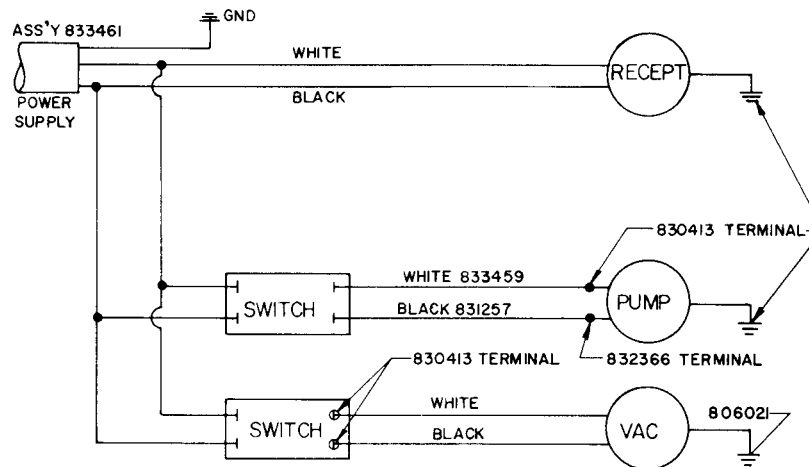 ASS'Y 833461
GND
POWER
SUPPLY
WHITE
BLACK
RECEPT
830413 TERMINAL
SWITCH
WHITE 833459
BLACK 831257
PUMP
832366 TERMINAL
830413 TERMINAL
SWITCH
WHITE
BLACK
VAC
806021